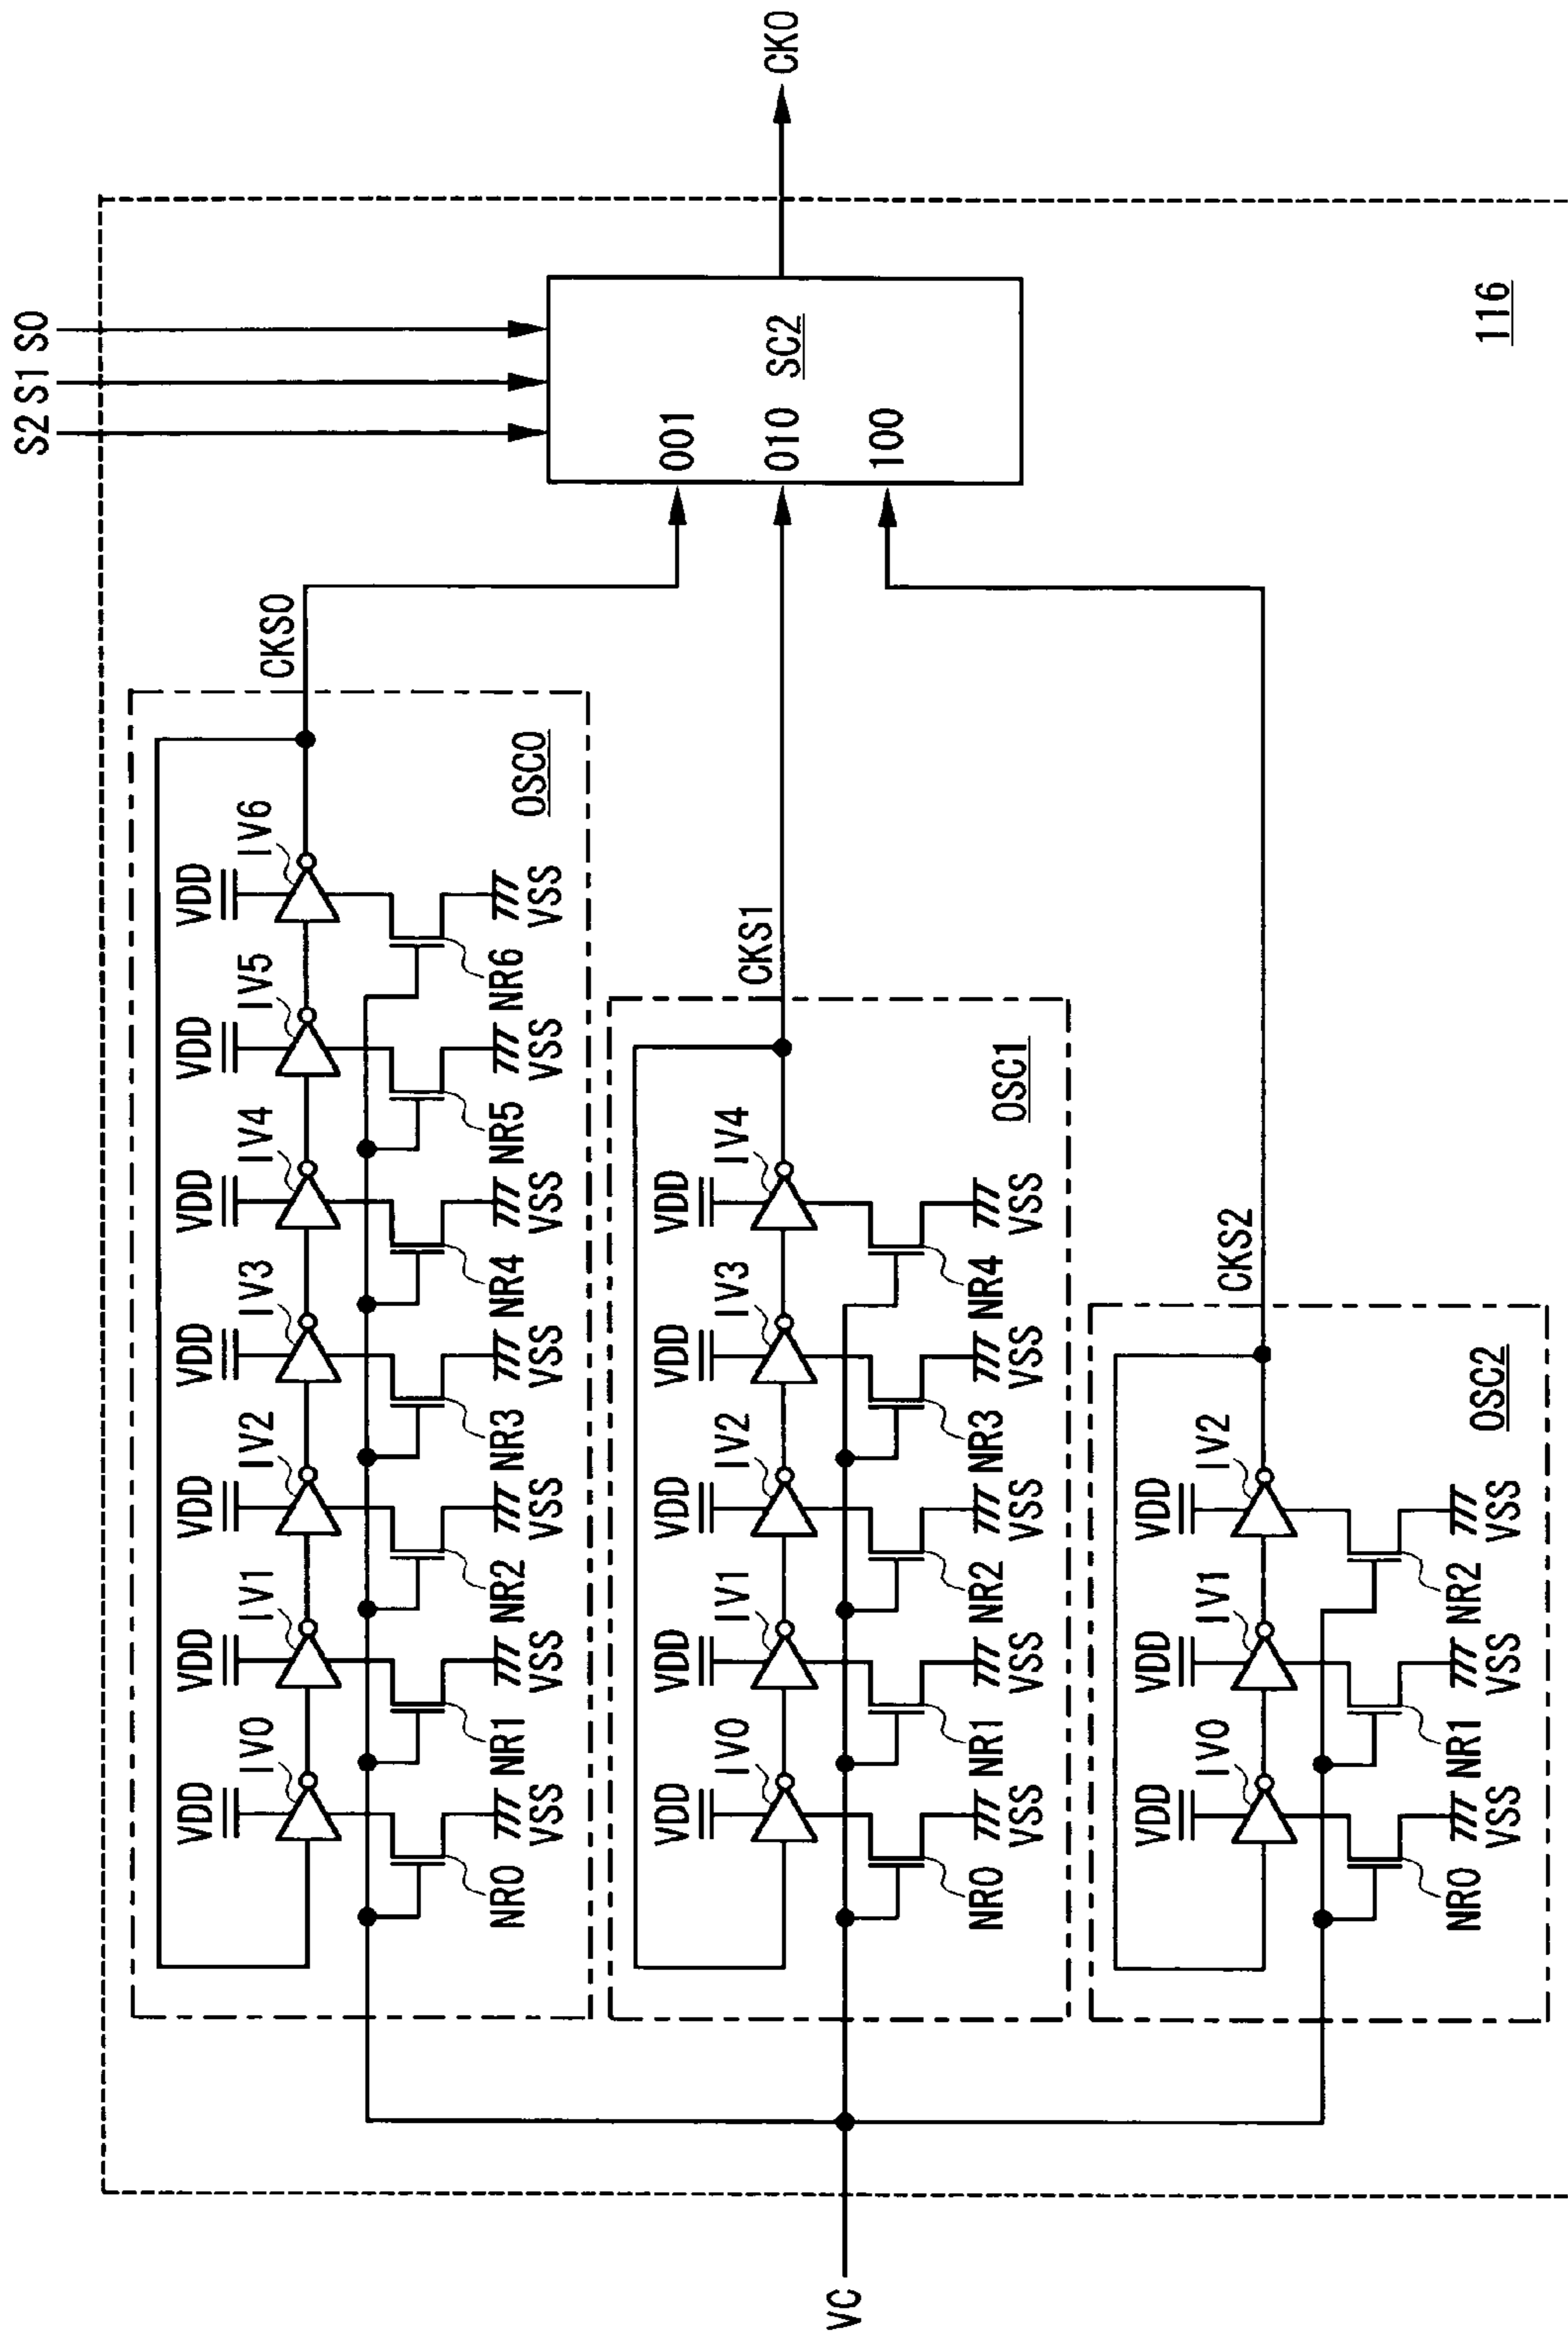 S2 S1 S0
CKO
116
SC2
001
010
100
CKS0
OSC0
VDD VDD VDD VDD VDD VDD VDD
IV0 IV1 IV2 IV3 IV4 IV5 IV6
NR0 NR1 NR2 NR3 NR4 NR5 NR6
VSS VSS VSS VSS VSS VSS VSS
CKS1
OSC1
VDD VDD VDD VDD VDD
IV0 IV1 IV2 IV3 IV4
NR0 NR1 NR2 NR3 NR4
VSS VSS VSS VSS VSS
CKS2
OSC2
VDD VDD VDD
IV0 IV1 IV2
NR0 NR1 NR2
VSS VSS VSS
VC